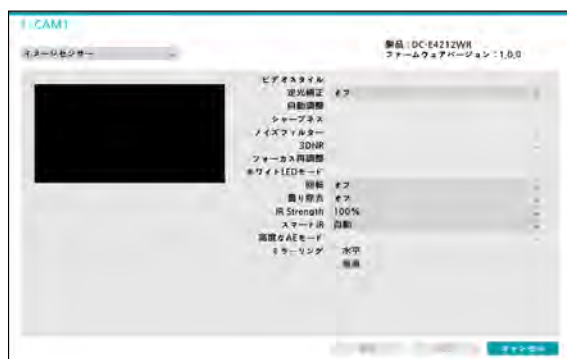 1: CAM1
製品 : DC-E4212WR
イメージセンサー
ファームウェアバージョン : 1.0.0
ビデオスタイル
逆光補正 オフ
自動調整
シャープネス
ノイズフィルター
3DNR
フォーカス再調整
ホワイトLEDモード
回転 オフ
曇り除去 オフ
IR Strength 100%
スマートIR 自動
高度なAEモード
ミラーリング 水平
垂直
キャンセル